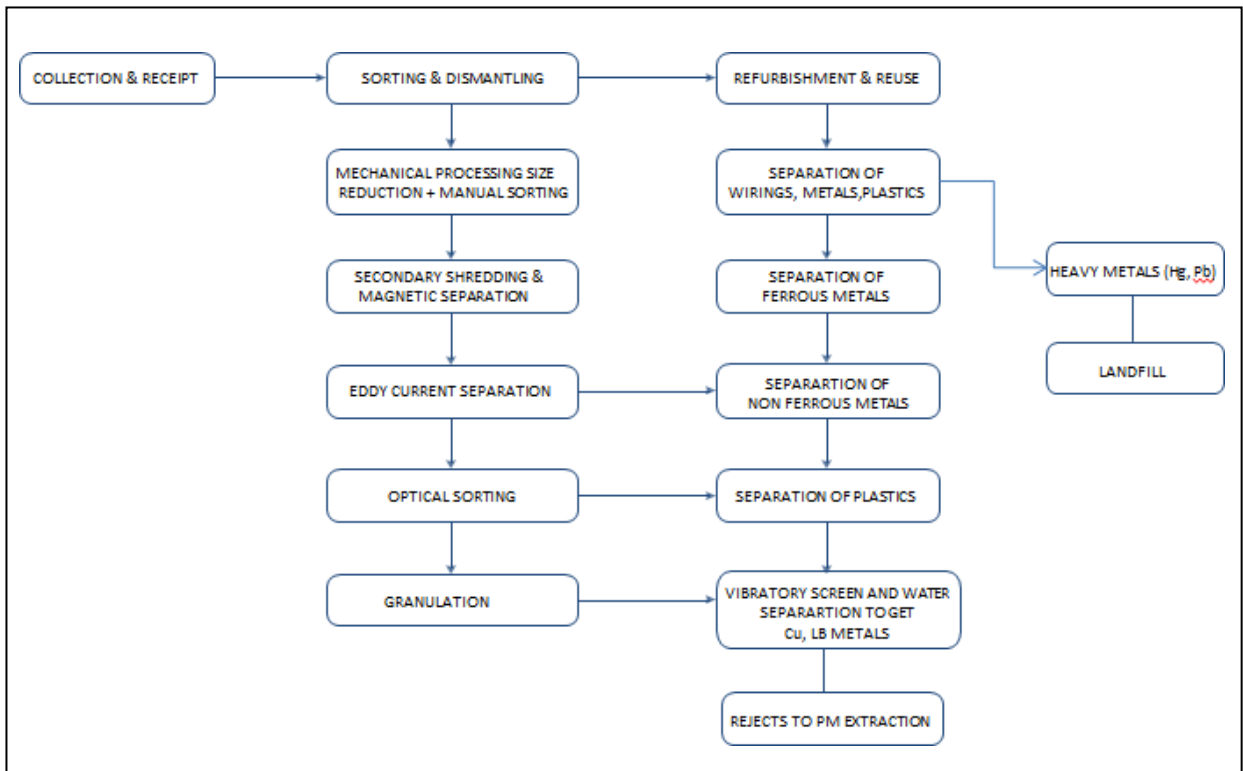 COLLECTION & RECEIPT
SORTING & DISMANTLING
REFURBISHMENT & REUSE
MECHANICAL PROCESSING SIZE
REDUCTION + MANUAL SORTING
SEPARATION OF
WIRINGS, METALS,PLASTICS
SECONDARY SHREDDING &
MAGNETIC SEPARATION
SEPARATION OF
FERROUS METALS
HEAVY METALS (Hg, Pb)
LANDFILL
EDDY CURRENT SEPARATION
SEPARARTION OF
NON FERROUS METALS
OPTICAL SORTING
SEPARATION OF PLASTICS
GRANULATION
VIBRATORY SCREEN AND WATER
SEPARARTION TO GET
Cu, LB METALS
REJECTS TO PM EXTRACTION